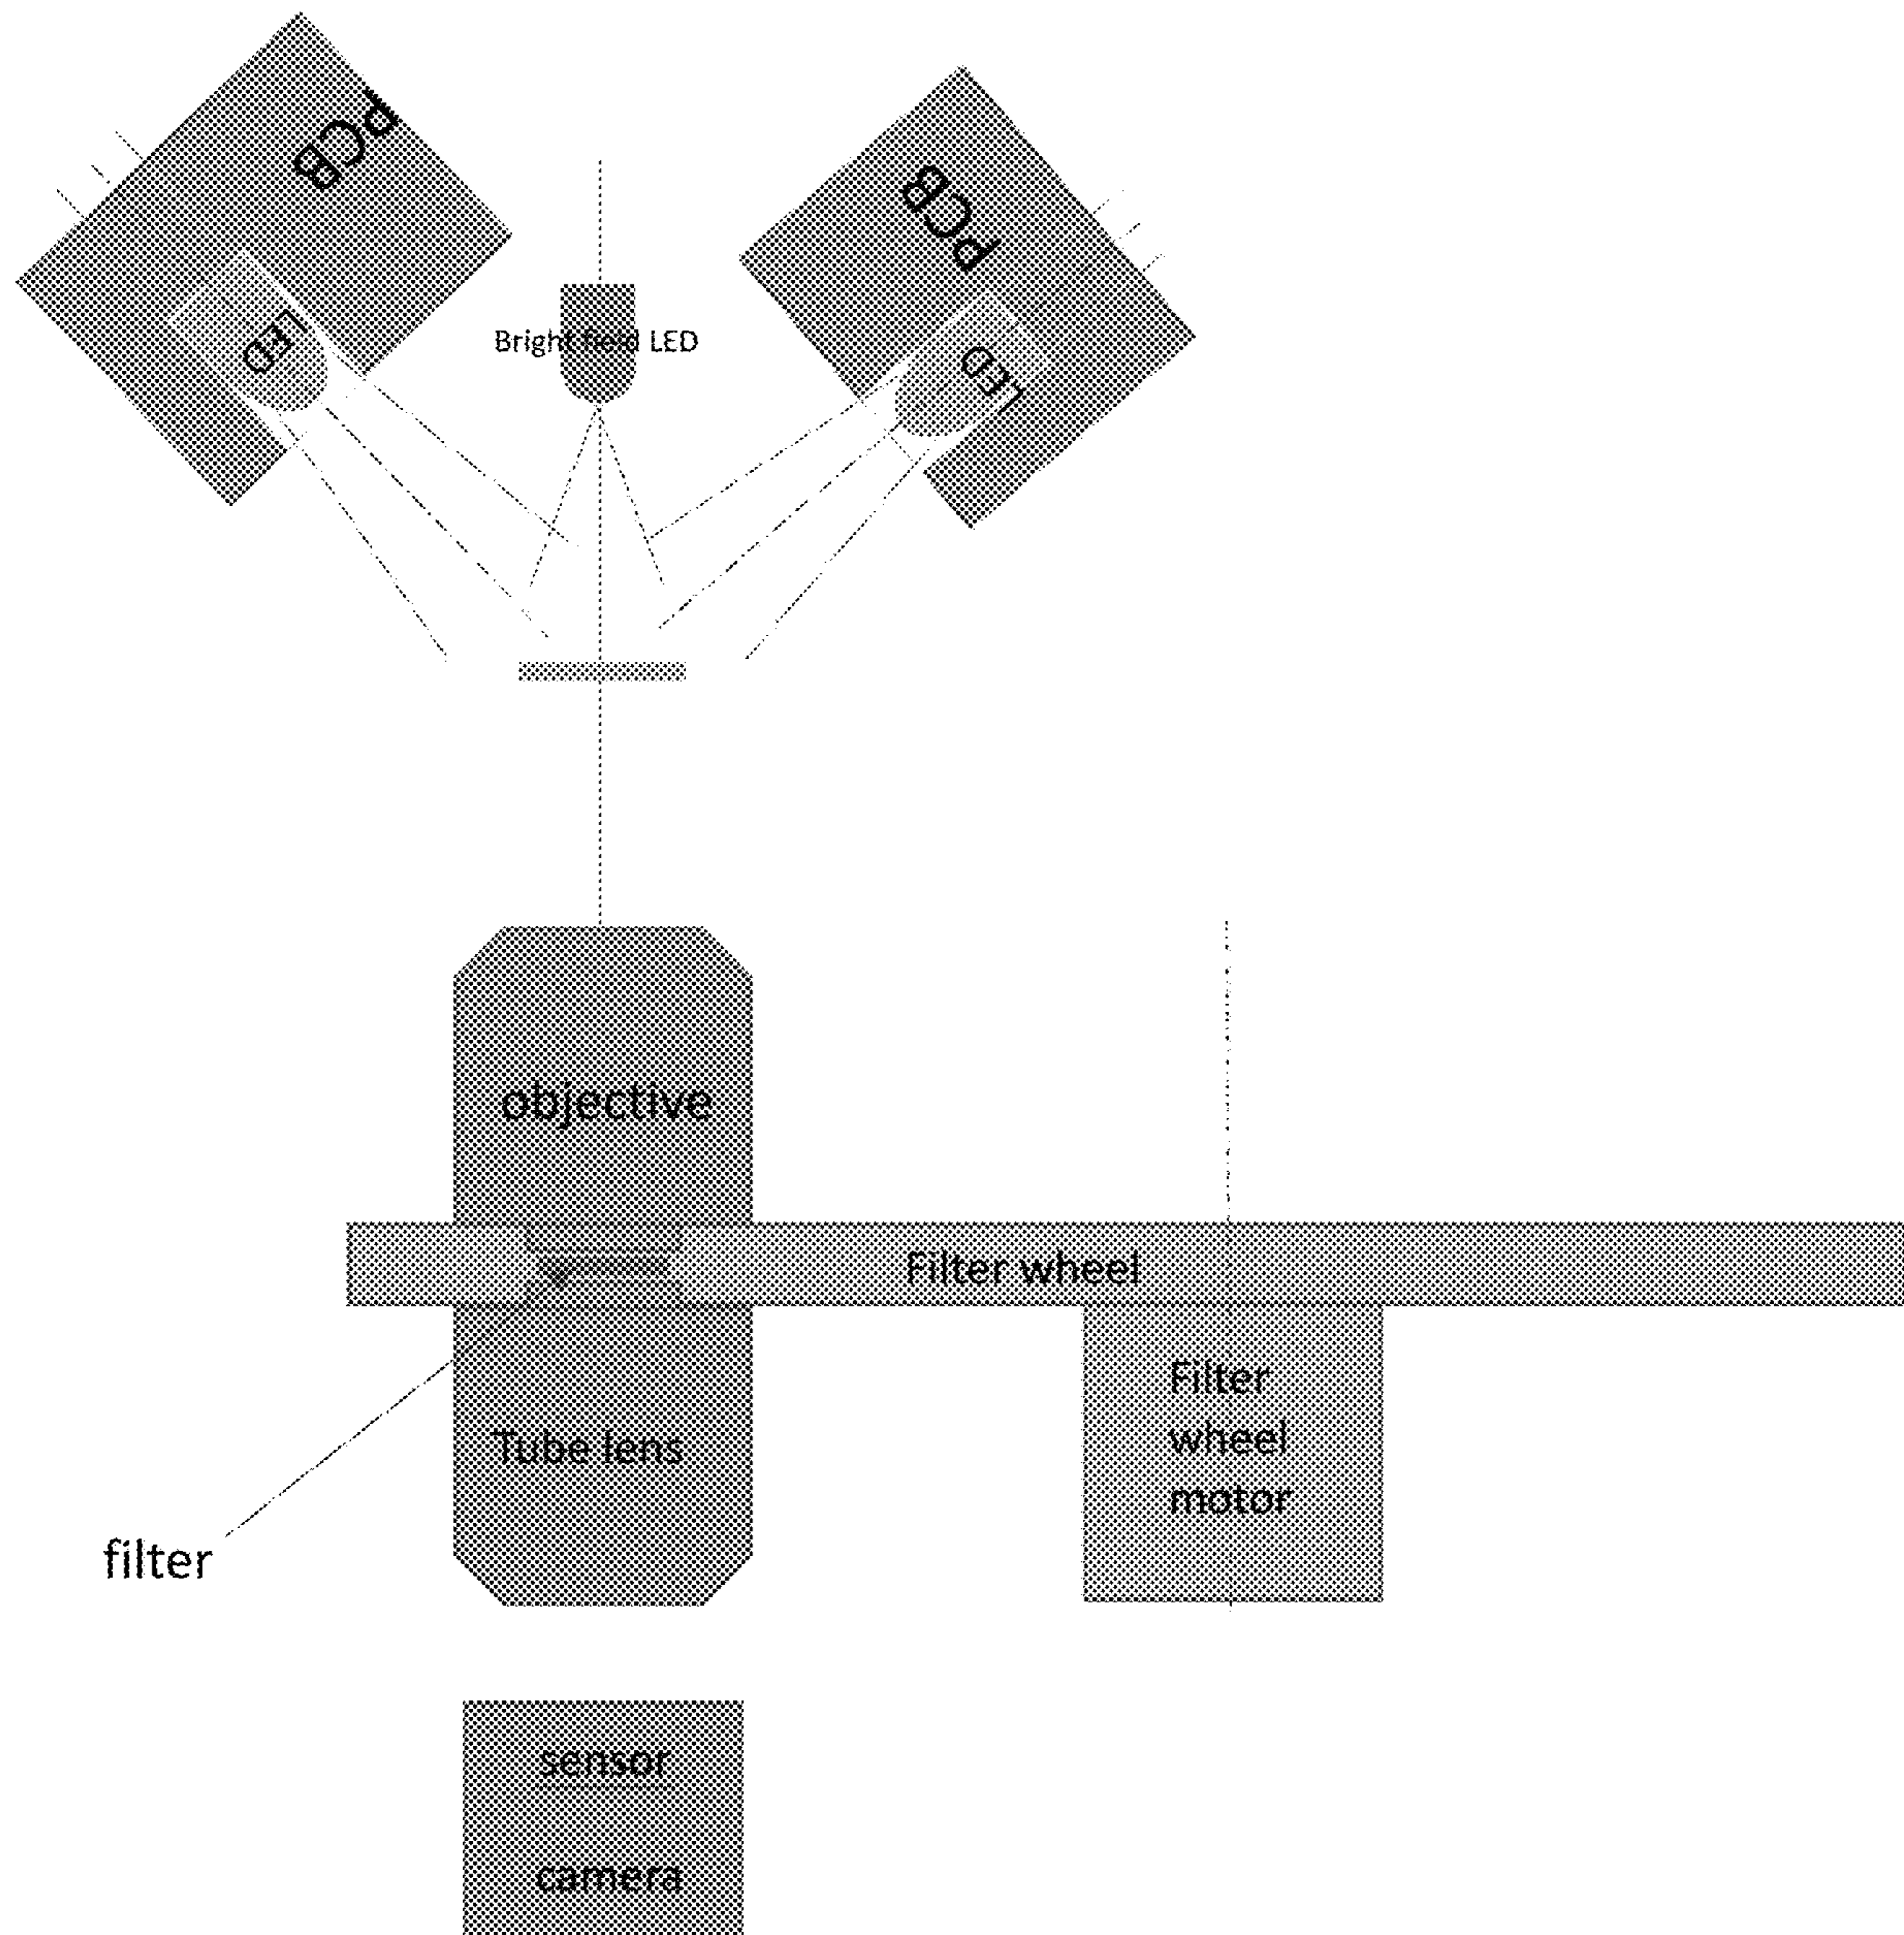 PCB
PCB
Bright field LED
LED
LED
objective
Filter wheel
Filter
wheel
motor
Tube lens
filter
sensor
camera